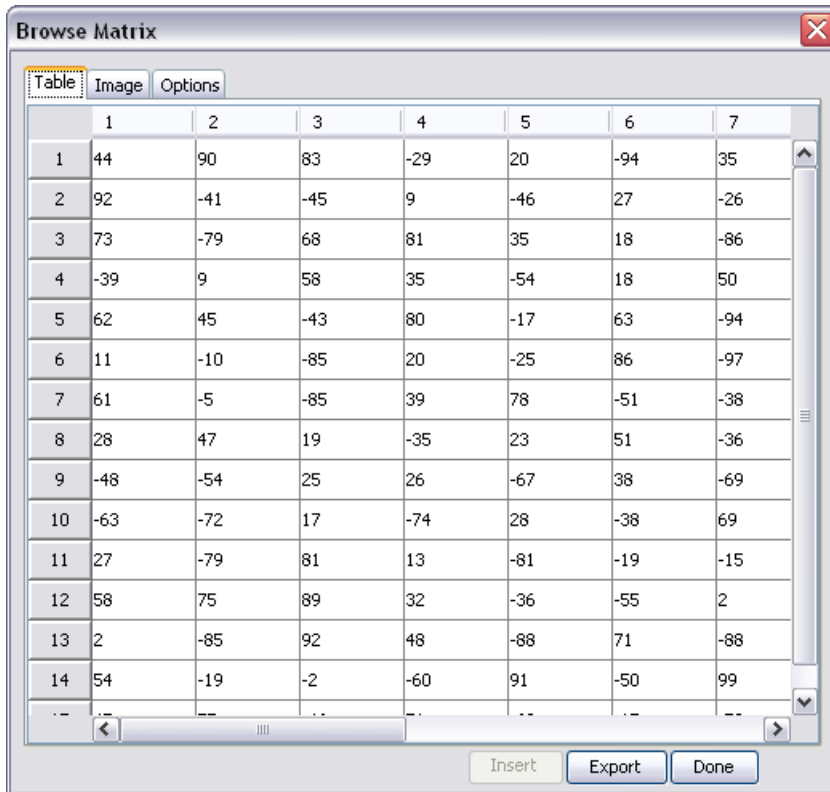 Browse Matrix
Table Image Options
1 2 3 4 5 6 7
1 44 90 83 -29 20 -94 35
2 92 -41 -45 9 -46 27 -26
3 73 -79 68 81 35 18 -86
4 -39 9 58 35 -54 18 50
5 62 45 -43 80 -17 63 -94
6 11 -10 -85 20 -25 86 -97
7 61 -5 -85 39 78 -51 -38
8 28 47 19 -35 23 51 -36
9 -48 -54 25 26 -67 38 -69
10 -63 -72 17 -74 28 -38 69
11 27 -79 81 13 -81 -19 -15
12 58 75 89 32 -36 -55 2
13 2 -85 92 48 -88 71 -88
14 54 -19 -2 -60 91 -50 99
Insert Export Done